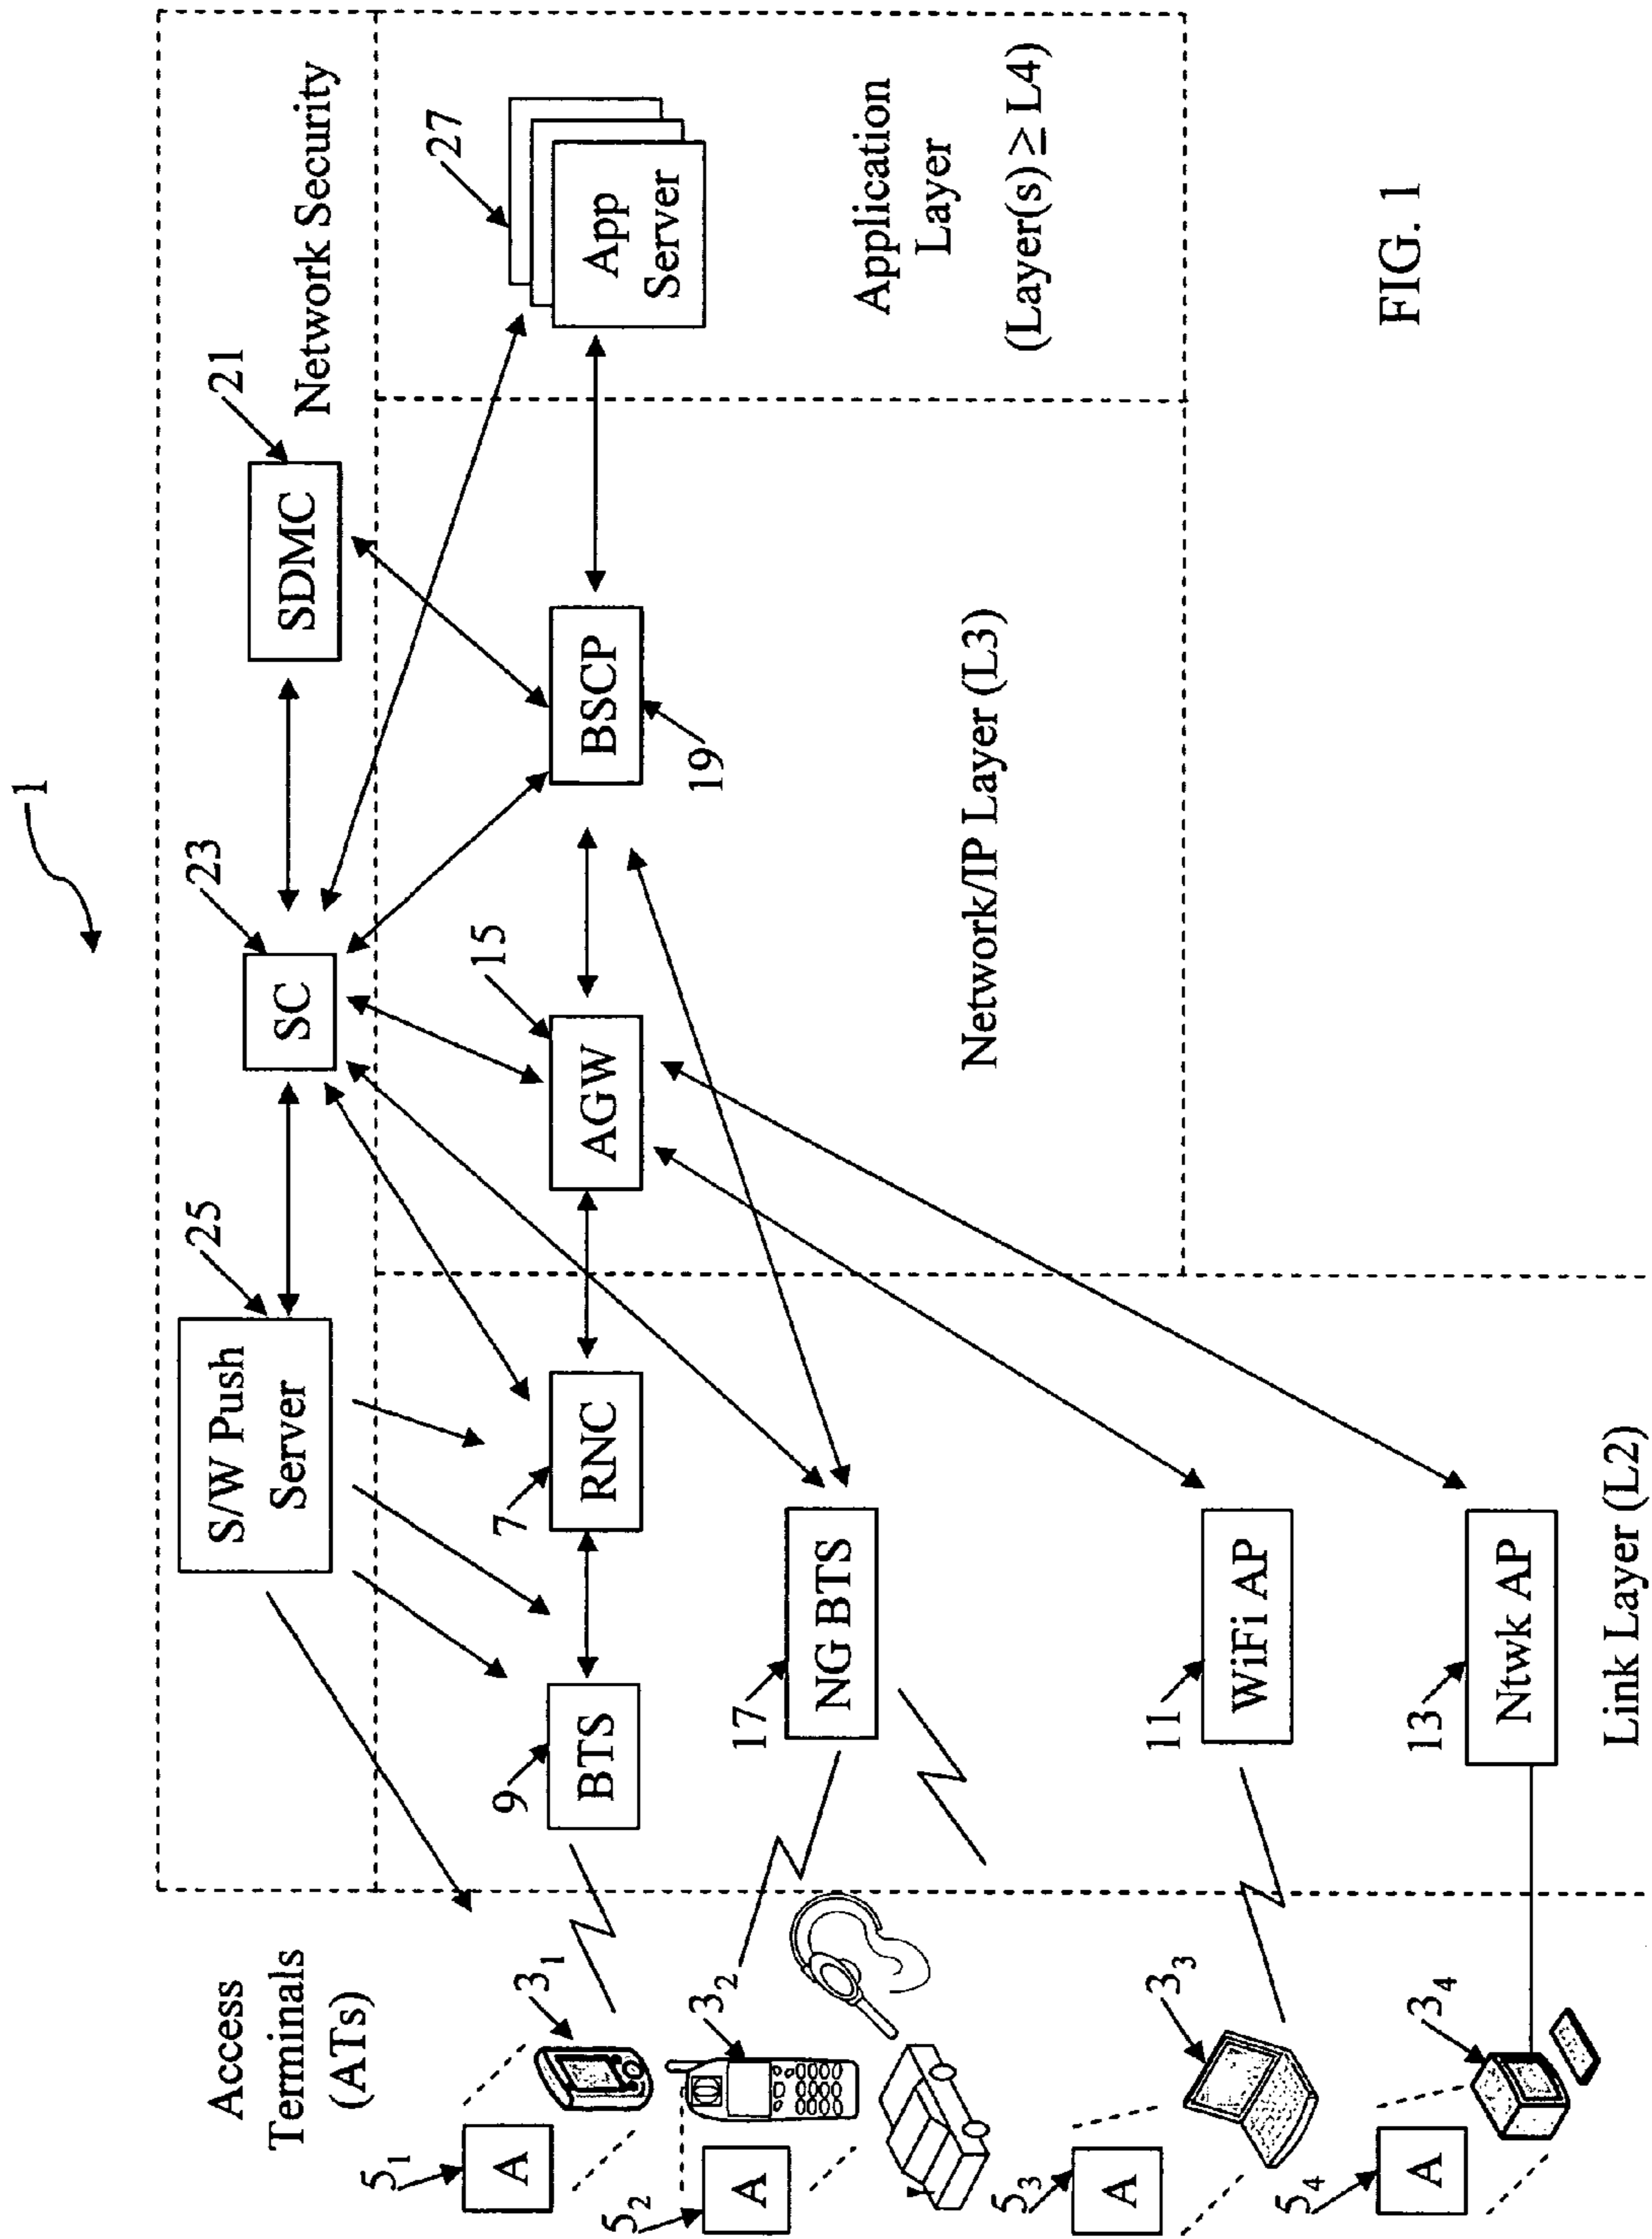 1
Access
Terminals
(ATs)
25
S/W Push
Server
23
SC
21
SDMC
Network Security
5₁
A
3₁
9
BTS
7
RNC
15
AGW
BSCP
19
27
App
Server
5₂
A
3₂
17
NG BTS
Application
Layer
(Layer(s) ≥ L4)
Network/IP Layer (L3)
5₃
A
3₃
11
WiFi AP
5₄
A
3₄
13
Ntwk AP
Link Layer (L2)
FIG. 1